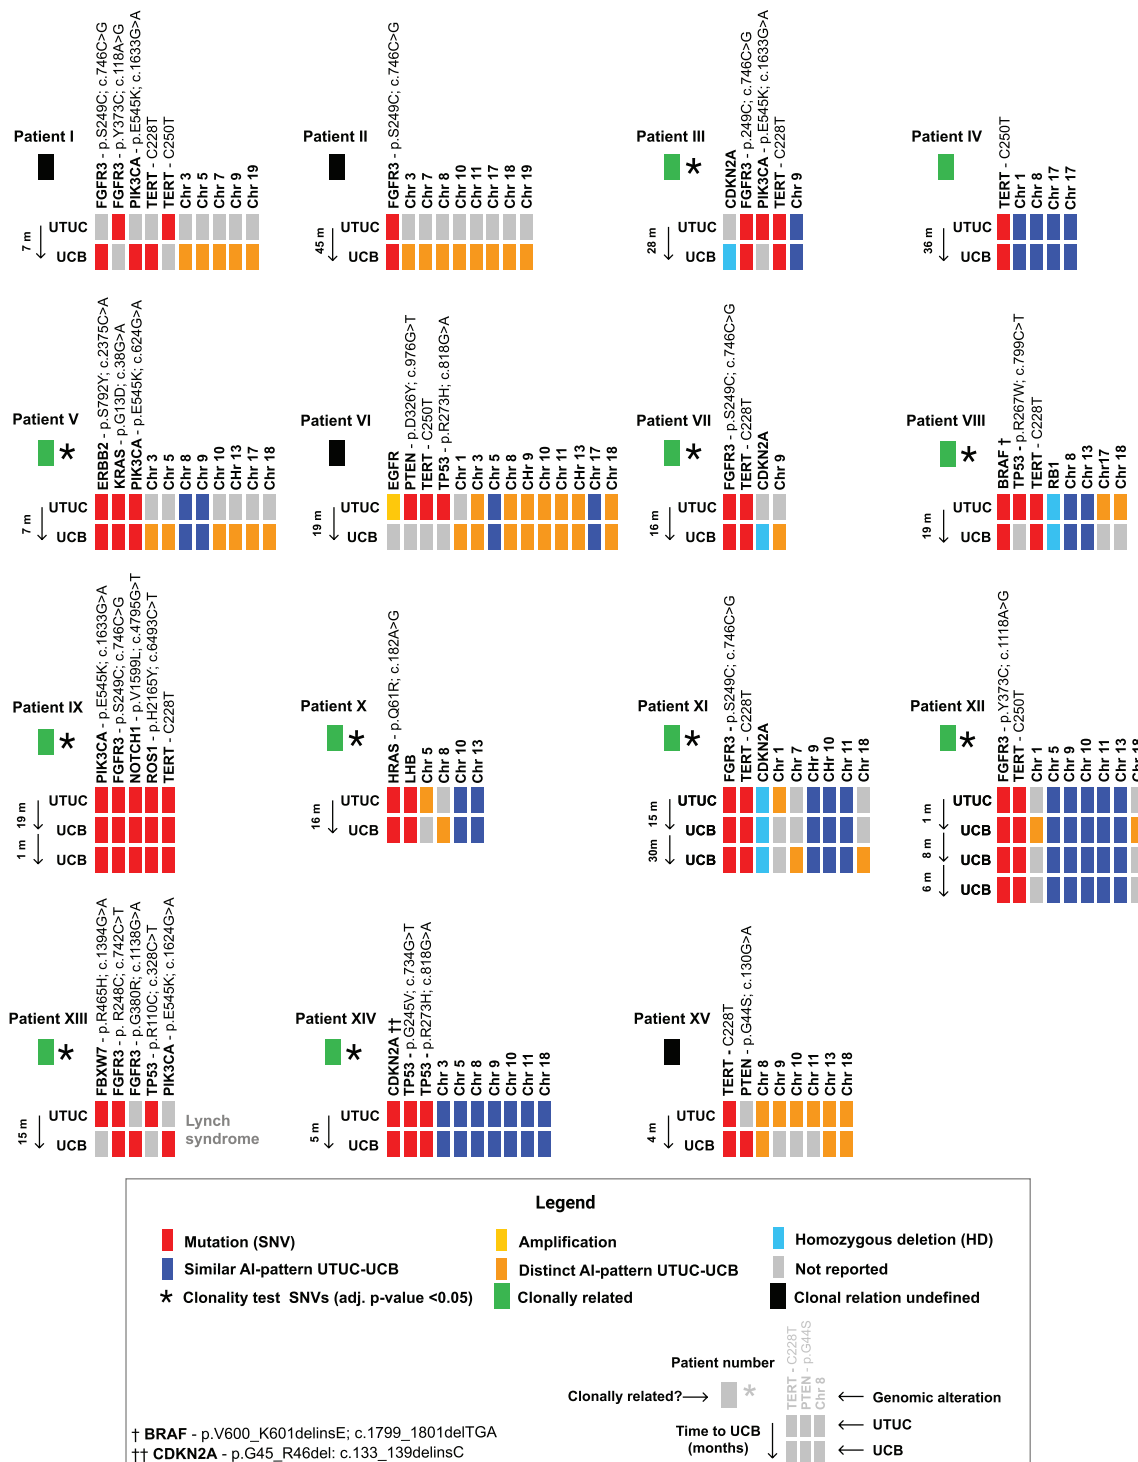 Patient I
FGFR3 - p.S249C; c.746C>G
FGFR3 - p.Y373C; c.118A>G
PIK3CA - p.E545K; c.1633G>A
TERT - C228T
TERT - C250T
Chr 3
Chr 5
Chr 7
Chr 9
Chr 19
7 m
UTUC
UCB
Patient II
FGFR3 - p.S249C; c.746C>G
Chr 3
Chr 7
Chr 8
Chr 10
Chr 11
Chr 17
Chr 18
Chr 19
45 m
UTUC
UCB
Patient III
*
CDKN2A
FGFR3 - p.249C; c.746C>G
PIK3CA - p.E545K; c.1633G>A
TERT - C228T
Chr 9
28 m
UTUC
UCB
Patient IV
TERT - C250T
Chr 1
Chr 8
Chr 17
Chr 17
36 m
UTUC
UCB
Patient V
*
ERBB2 - p.S792Y; c.2375C>A
KRAS - p.G13D; c.38G>A
PIK3CA - p.E545K; c.624G>A
Chr 3
Chr 5
Chr 8
Chr 9
Chr 10
CHr 13
Chr 17
Chr 18
7 m
UTUC
UCB
Patient VI
EGFR
PTEN - p.D326Y; c.976G>T
TERT - C250T
TP53 - p.R273H; c.818G>A
Chr 1
Chr 3
Chr 5
Chr 8
CHr 9
Chr 10
Chr 11
CHr 13
Chr 17
Chr 18
19 m
UTUC
UCB
Patient VII
*
FGFR3 - p.S249C; c.746C>G
TERT - p.C228T
CDKN2A
Chr 9
16 m
UTUC
UCB
Patient VIII
*
BRAF †
TP53 - p.R267W; c.799C>T
TERT - C228T
RB1
Chr 8
Chr 13
Chr17
Chr 18
19 m
UTUC
UCB
Patient IX
*
PIK3CA - p.E545K; c.1633G>A
FGFR3 - p.S249C; c.746C>G
NOTCH1 - p.V1599L; c.4795G>T
ROS1 - p.H2165Y; c.6493C>T
TERT - C228T
19 m
1 m
UTUC
UCB
UCB
Patient X
*
HRAS - p.Q61R; c.182A>G
LHB
Chr 5
Chr 8
Chr 10
Chr 13
16 m
UTUC
UCB
Patient XI
*
FGFR3 - p.S249C; c.746C>G
TERT - p.C228T
CDKN2A
Chr 1
Chr 7
CHr 9
CHr 10
Chr 11
Chr 18
15 m
30m
UTUC
UCB
UCB
Patient XII
*
FGFR3 - p.Y373C; c.1118A>G
TERT - p.C250T
Chr 1
Chr 5
Chr 9
Chr 10
Chr 11
Chr 13
Chr 18
1 m
8 m
6 m
UTUC
UCB
UCB
UCB
Patient XIII
*
FBXW7 - p.R465H; c.1394G>A
FGFR3 - p. R248C; c.742C>T
FGFR3 - p.G380R; c.1138G>A
TP53 - p.R110C; c.328C>T
PIK3CA - p.E545K; c.1624G>A
15 m
UTUC
UCB
Lynch
syndrome
Patient XIV
*
CDKN2A ††
TP53 - p.G245V; c.734G>T
TP53 - p.R273H; c.818G>A
Chr 3
Chr 5
Chr 8
Chr 9
Chr 10
Chr 11
Chr 18
5 m
UTUC
UCB
Patient XV
TERT - C228T
PTEN - p.G44S; c.130G>A
Chr 8
Chr 9
Chr 10
Chr 11
Chr 13
Chr 18
4 m
UTUC
UCB
Legend
Mutation (SNV)
Amplification
Homozygous deletion (HD)
Similar AI-pattern UTUC-UCB
Distinct AI-pattern UTUC-UCB
Not reported
* Clonality test SNVs (adj. p-value <0.05)
Clonally related
Clonal relation undefined
TERT - C228T
PTEN - p.G44S
Chr 8
Patient number
Clonally related?
*
Genomic alteration
Time to UCB
(months)
UTUC
UCB
† BRAF - p.V600_K601delinsE; c.1799_1801delTGA
†† CDKN2A - p.G45_R46del: c.133_139delinsC